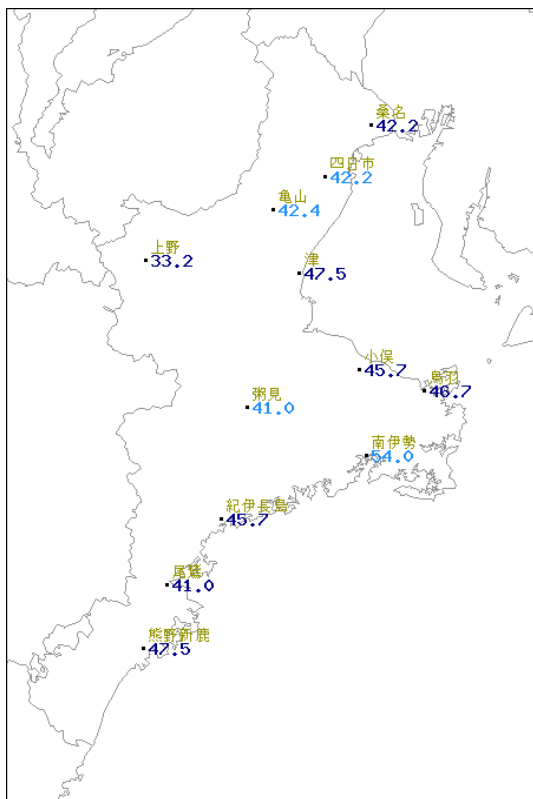 桑名
42.2
四日市
42.2
亀山
42.4
上野
33.2
津
47.5
小俣
45.7
鳥羽
46.7
粥見
41.0
南伊勢
54.0
紀伊長島
45.7
尾鷲
41.0
熊野新鹿
47.5